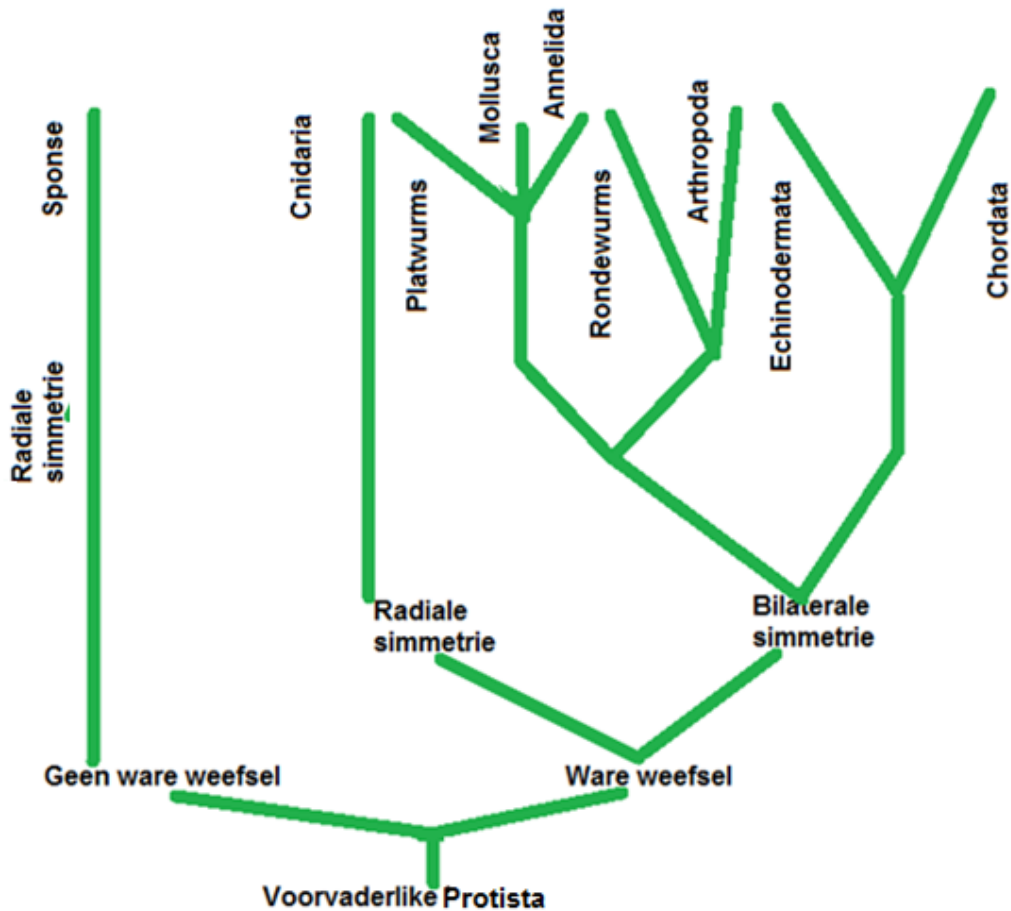 Sponse
Cnidaria
Platwurms
Mollusca
Annelida
Rondewurms
Arthropoda
Echinodermata
Chordata
Radiale
simmetrie
Radiale
simmetrie
Bilaterale
simmetrie
Geen ware weefsel
Ware weefsel
Voorvaderlike Protista